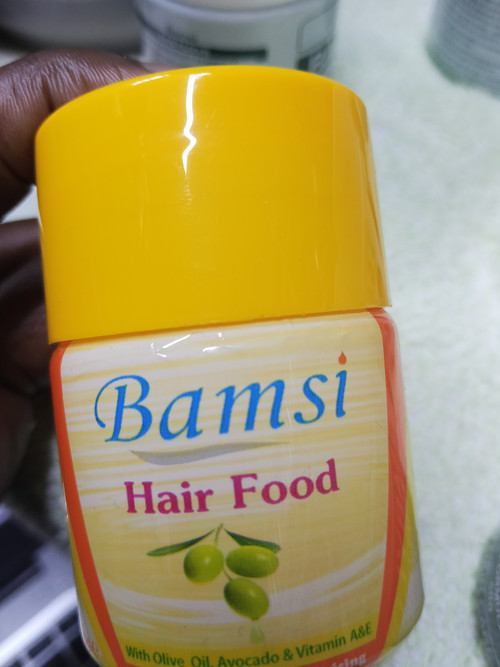 Bamsi
Hair Food
With Olive Oil, Avocado & Vitamin A&E